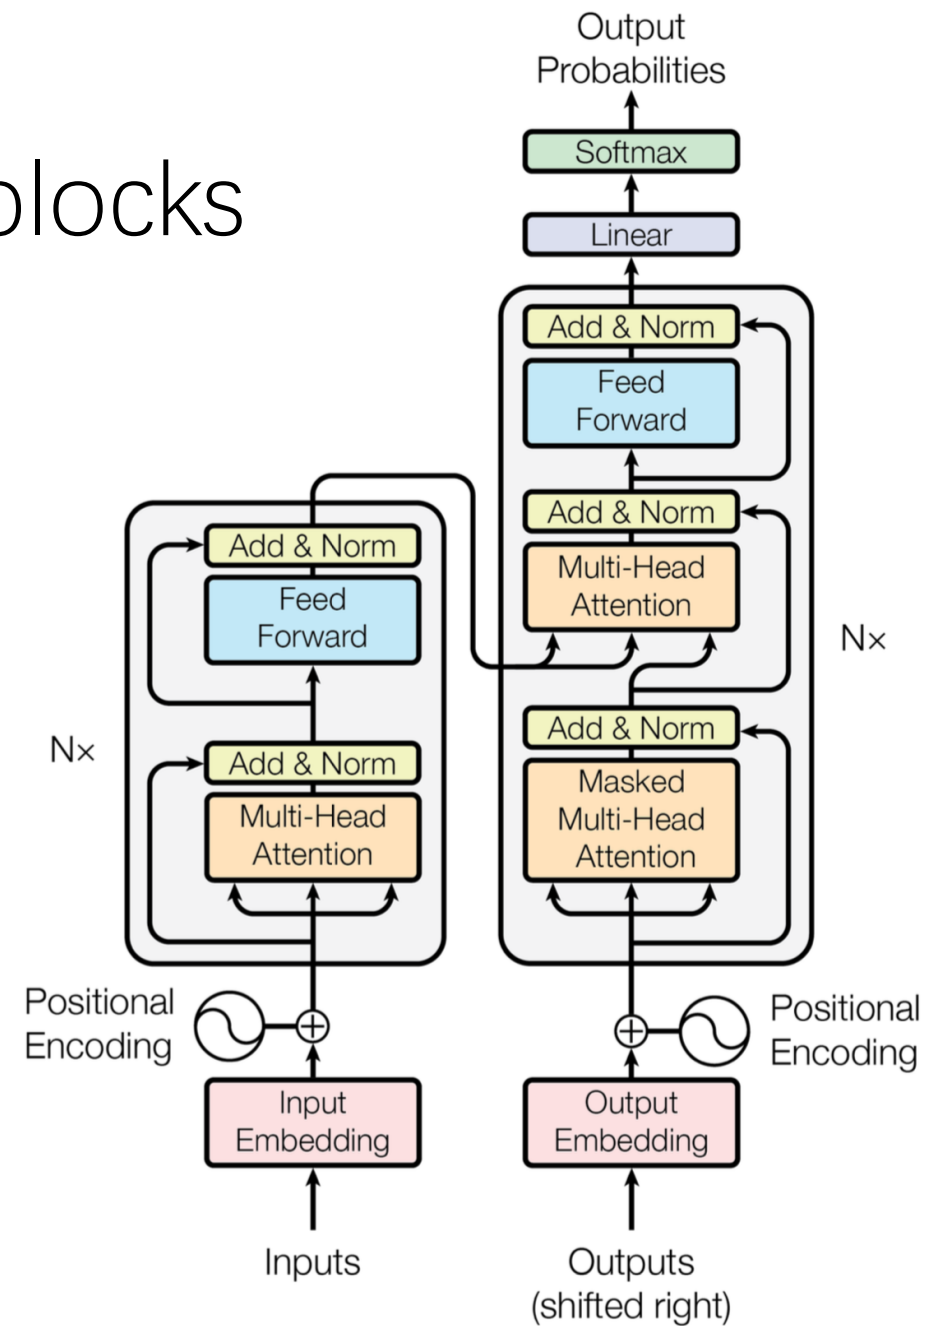 Output
Probabilities
Softmax
blocks
Linear
Add & Norm
Feed
Forward
Add & Norm
Multi-Head
Attention
Nx
Add & Norm
Masked
Multi-Head
Attention
Add & Norm
Feed
Forward
Nx
Add & Norm
Multi-Head
Attention
Positional
Encoding
Positional
Encoding
Input
Embedding
Output
Embedding
Inputs
Outputs
(shifted right)